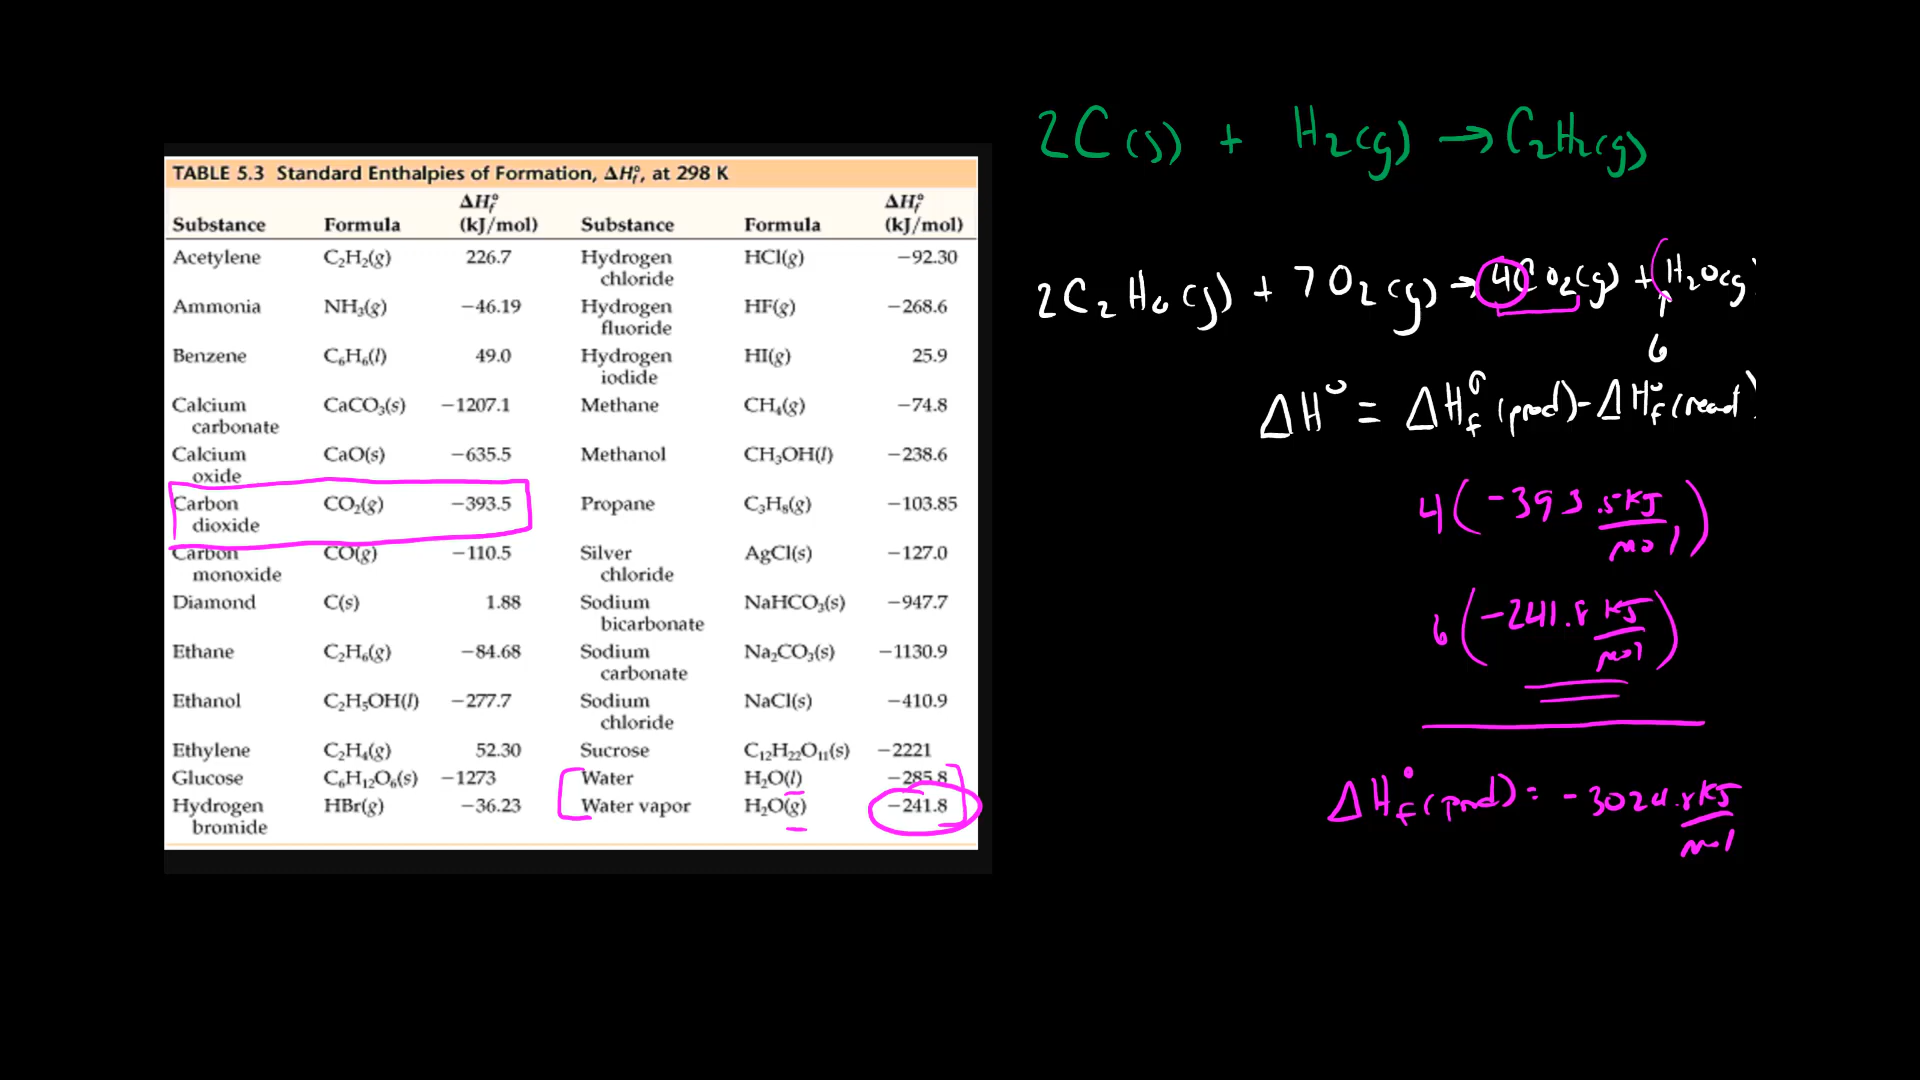 TABLE 5.3 Standard Enthalpies of Formation, ΔH°f, at 298 K
Substance Formula ΔH°f (kJ/mol) Substance Formula ΔH°f (kJ/mol)
Acetylene C₂H₂(g) 226.7 Hydrogen chloride HCl(g) −92.30
Ammonia NH₃(g) −46.19 Hydrogen fluoride HF(g) −268.6
Benzene C₆H₆(l) 49.0 Hydrogen iodide HI(g) 25.9
Calcium carbonate CaCO₃(s) −1207.1 Methane CH₄(g) −74.8
Calcium oxide CaO(s) −635.5 Methanol CH₃OH(l) −238.6
Carbon dioxide CO₂(g) −393.5 Propane C₃H₈(g) −103.85
Carbon monoxide CO(g) −110.5 Silver chloride AgCl(s) −127.0
Diamond C(s) 1.88 Sodium bicarbonate NaHCO₃(s) −947.7
Ethane C₂H₆(g) −84.68 Sodium carbonate Na₂CO₃(s) −1130.9
Ethanol C₂H₅OH(l) −277.7 Sodium chloride NaCl(s) −410.9
Ethylene C₂H₄(g) 52.30 Sucrose C₁₂H₂₂O₁₁(s) −2221
Glucose C₆H₁₂O₆(s) −1273 Water H₂O(l) −285.8
Hydrogen bromide HBr(g) −36.23 Water vapor H₂O(g) −241.8
2C(s) + H₂(g) → C₂H₂(g)
2C₂H₆(g) + 7O₂(g) → 4CO₂(g) + H₂O(g)
6
ΔH° = ΔH°f (prod) − ΔH°f (react)
4(−393.5 kJ/mol)
6(−241.8 kJ/mol)
ΔH°f (prod) = −3024.8 kJ/mol